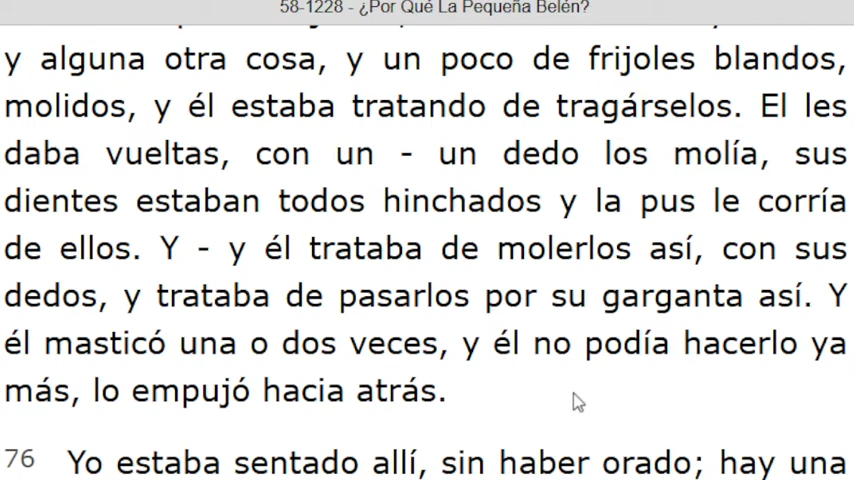 58-1228 - ¿Por Qué La Pequeña Belén?
y alguna otra cosa, y un poco de frijoles blandos,
molidos, y él estaba tratando de tragárselos. El les
daba vueltas, con un - un dedo los molía, sus
dientes estaban todos hinchados y la pus le corría
de ellos. Y - y él trataba de molerlos así, con sus
dedos, y trataba de pasarlos por su garganta así. Y
él masticó una o dos veces, y él no podía hacerlo ya
más, lo empujó hacia atrás.
76 Yo estaba sentado allí, sin haber orado; hay una